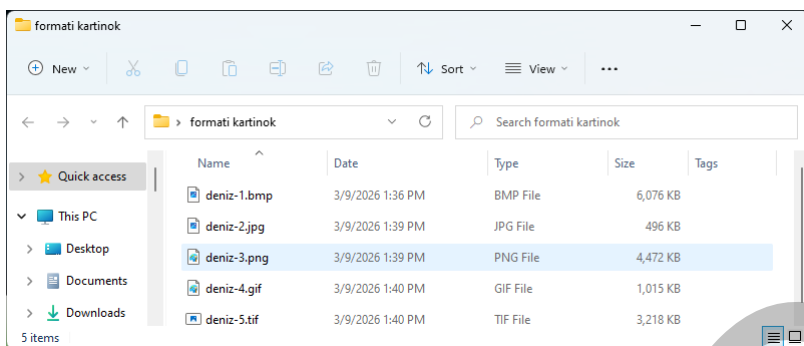 formati kartinok
New Sort View
formati kartinok Search formati kartinok
Name Date Type Size Tags
Quick access
deniz-1.bmp 3/9/2026 1:36 PM BMP File 6,076 KB
This PC
deniz-2.jpg 3/9/2026 1:39 PM JPG File 496 KB
Desktop
deniz-3.png 3/9/2026 1:39 PM PNG File 4,472 KB
Documents
deniz-4.gif 3/9/2026 1:40 PM GIF File 1,015 KB
Downloads
deniz-5.tif 3/9/2026 1:40 PM TIF File 3,218 KB
5 items